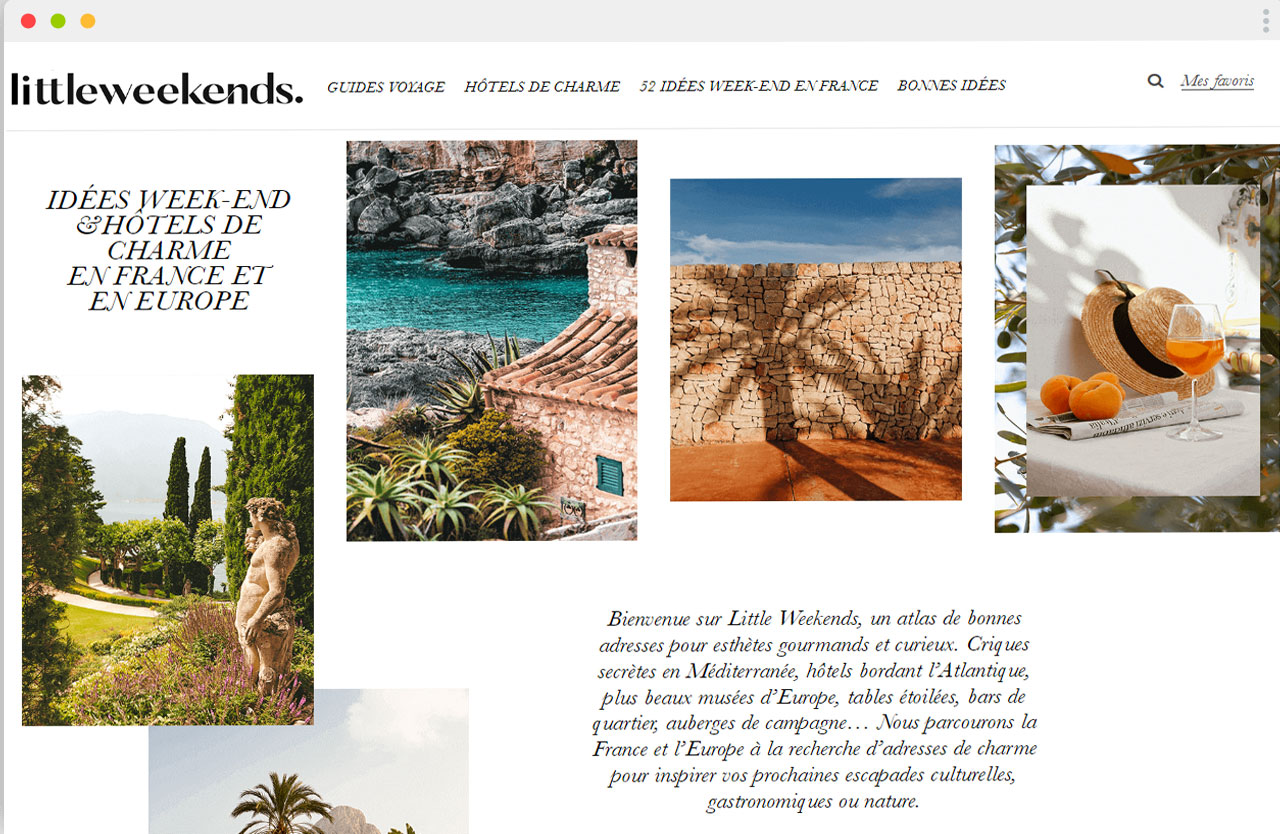 littleweekends.
GUIDES VOYAGE
HÔTELS DE CHARME
52 IDÉES WEEK-END EN FRANCE
BONNES IDÉES
Mes favoris
IDÉES WEEK-END
& HÔTELS DE
CHARME
EN FRANCE ET
EN EUROPE
Bienvenue sur Little Weekends, un atlas de bonnes
adresses pour esthètes gourmands et curieux. Criques
secrètes en Méditerranée, hôtels bordant l’Atlantique,
plus beaux musées d’Europe, tables étoilées, bars de
quartier, auberges de campagne… Nous parcourons la
France et l’Europe à la recherche d’adresses de charme
pour inspirer vos prochaines escapades culturelles,
gastronomiques ou nature.